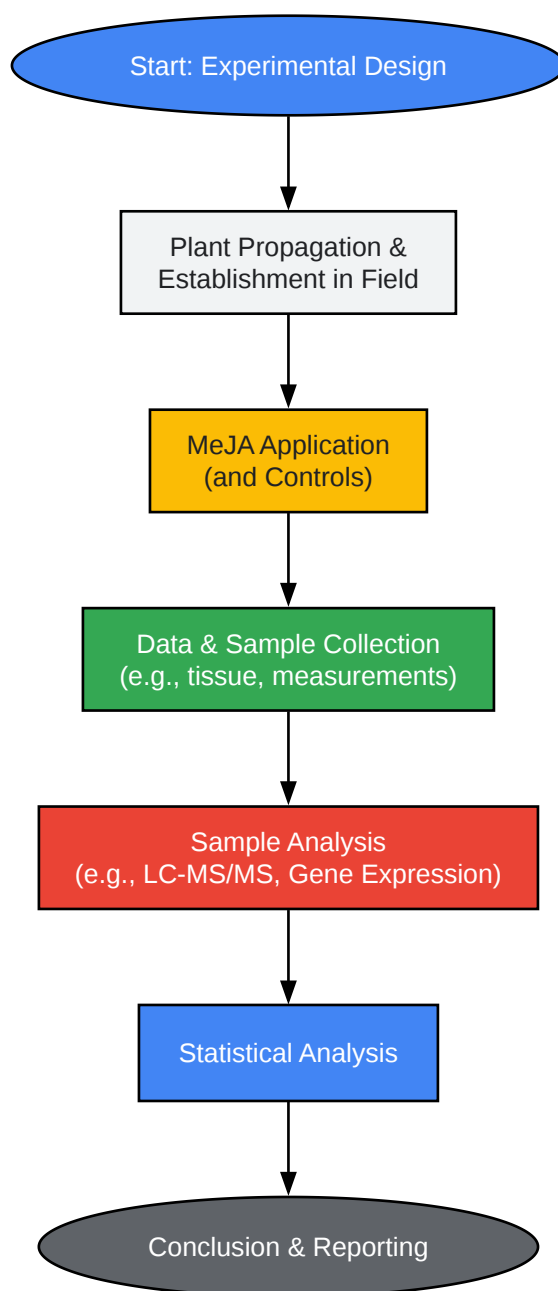 Start: Experimental Design
Plant Propagation &
Establishment in Field
MeJA Application
(and Controls)
Data & Sample Collection
(e.g., tissue, measurements)
Sample Analysis
(e.g., LC-MS/MS, Gene Expression)
Statistical Analysis
Conclusion & Reporting